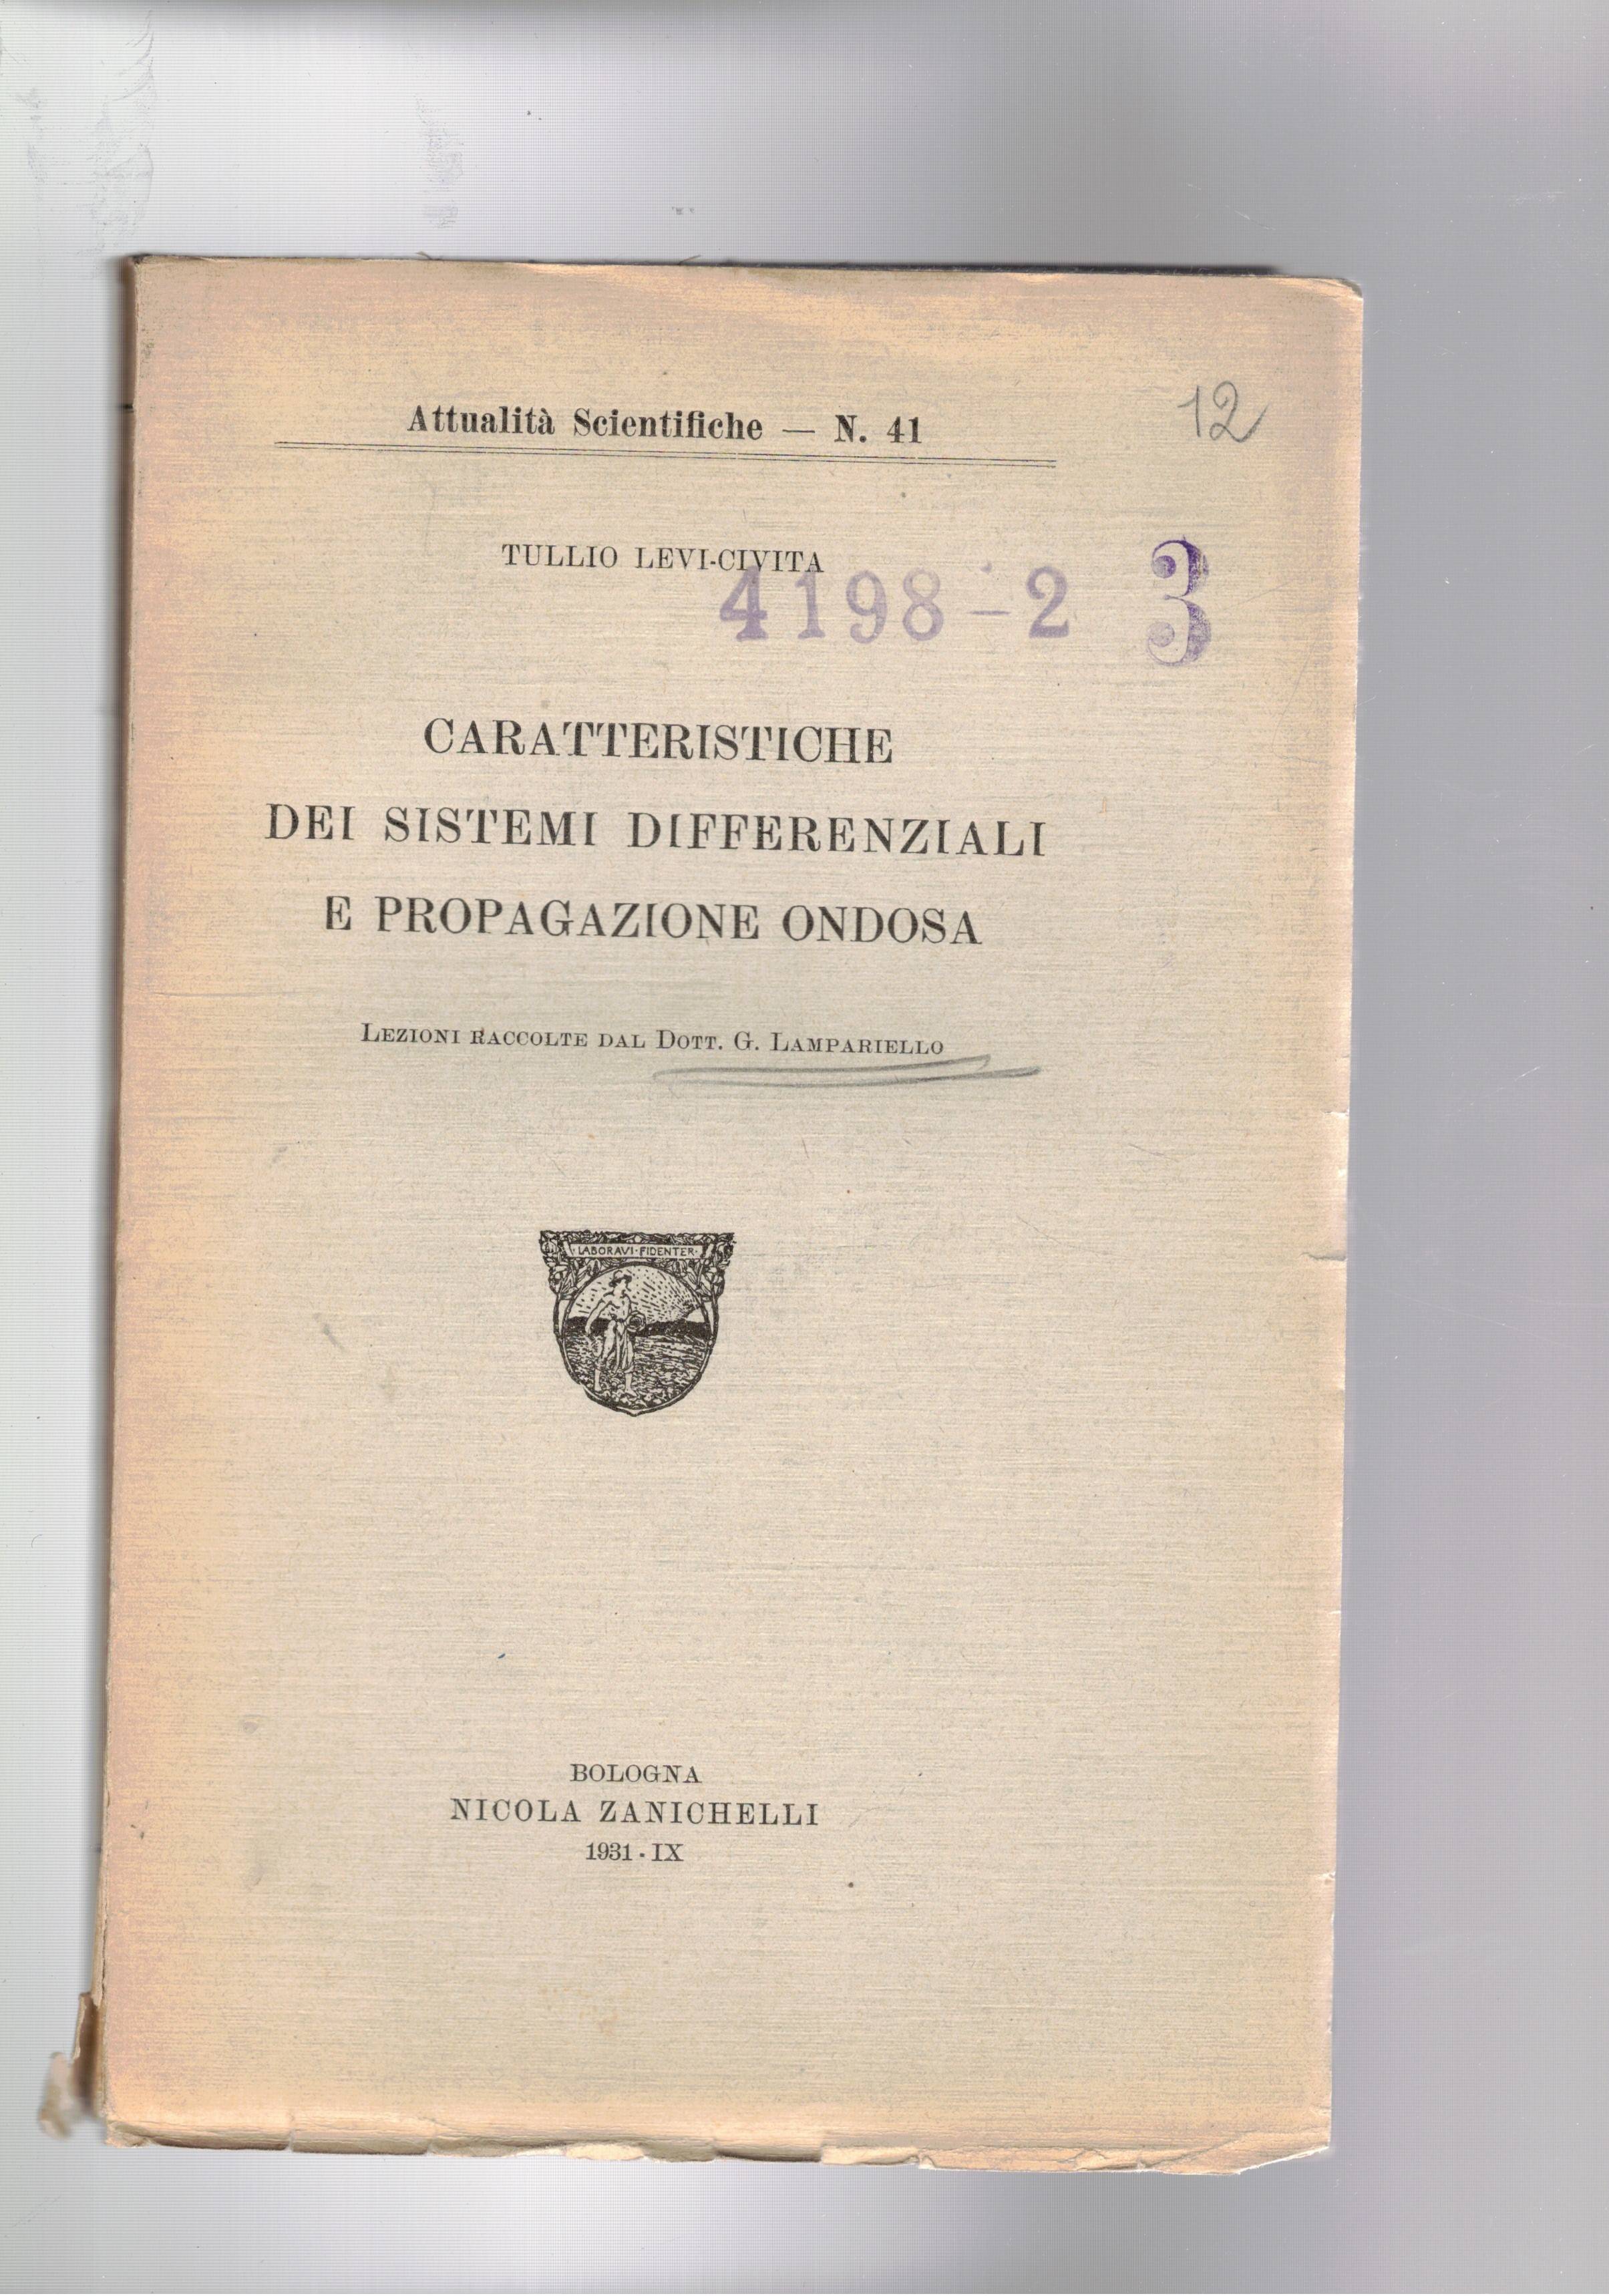 Attualità Scientifiche — N. 41
12
TULLIO LEVI-CIVITA
4198-2
3
CARATTERISTICHE
DEI SISTEMI DIFFERENZIALI
E PROPAGAZIONE ONDOSA
LEZIONI RACCOLTE DAL DOTT. G. LAMPARIELLO
·LABORAVI·FIDENTER·
BOLOGNA
NICOLA ZANICHELLI
1931 - IX